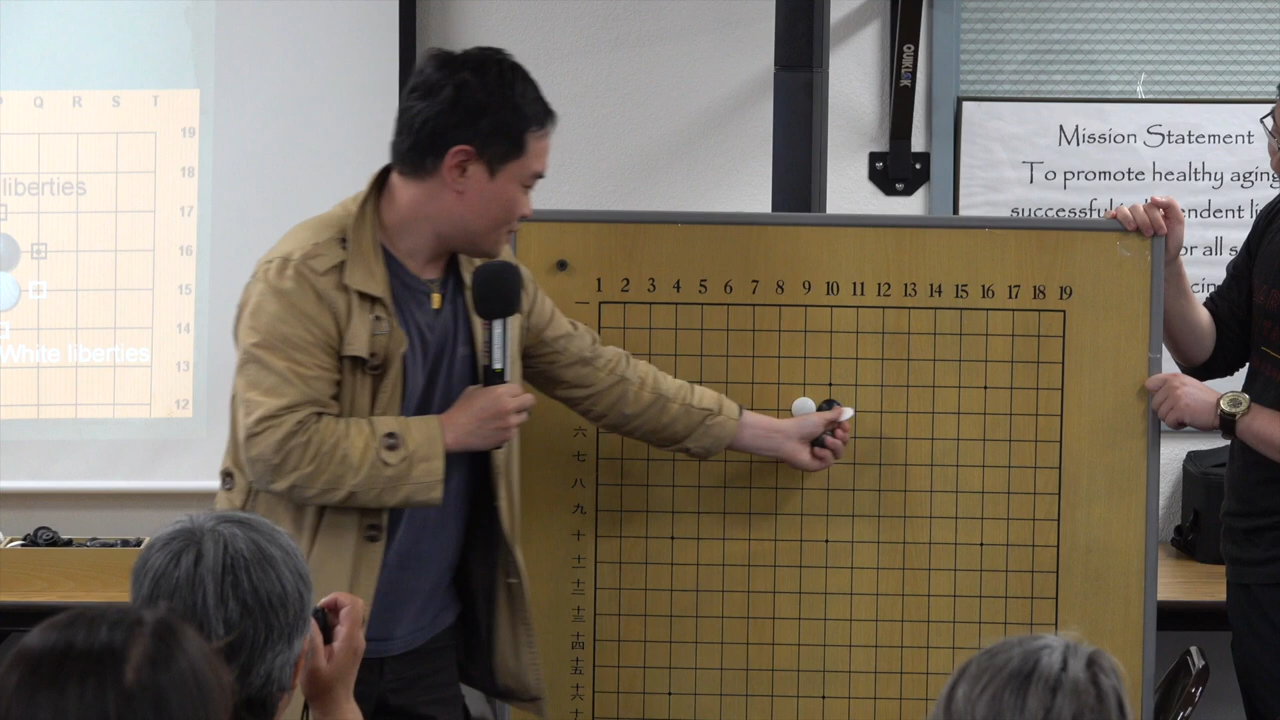 Q R S T
19
18
liberties
17
16
15
14
White liberties
13
12
QUIKLOK
Mission Statement
To promote healthy aging
1 2 3 4 5 6 7 8 9 10 11 12 13 14 15 16 17 18 19
一
六
七
八
九
十
十一
十二
十三
十四
十五
十六